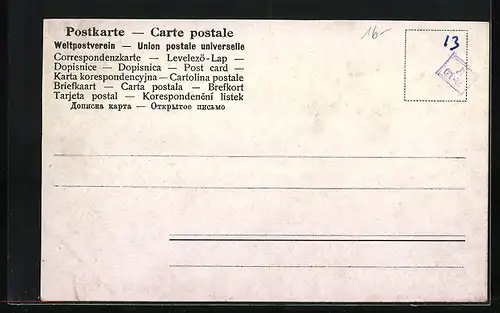 Postkarte — Carte postale
Weltpostverein — Union postale universelle
Correspondenzkarte — Levelező-Lap —
Dopisnice — Dopisnica — Post card —
Karta korespondencyjna — Cartolina postale
Briefkaart — Carta postala — Brefkort
Tarjeta postal — Korespondenční lístek
Дописна карта — Открытое письмо
16-
13